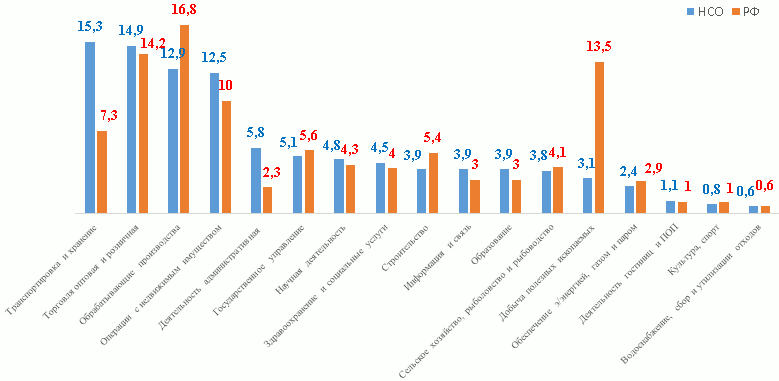 НСО РФ
15,3 7,3
14,9 14,2
12,9 16,8
12,5 10
5,8 2,3
5,1 5,6
4,8 4,3
4,5 4
3,9 5,4
3,9 3
3,9 3
3,8 4,1
3,1 13,5
2,4 2,9
1,1 1
0,8 1
0,6 0,6
Транспортировка и хранение
Торговля оптовая и розничная
Обрабатывающие производства
Операции с недвижимым имуществом
Деятельность административная
Государственное управление
Научная деятельность
Здравоохранение и социальные услуги
Строительство
Информация и связь
Образование
Сельское хозяйство, рыболовство и рыбоводство
Добыча полезных ископаемых
Обеспечение э/энергией, газом и паром
Деятельность гостиниц и ПОП
Культура, спорт
Водоснабжение, сбор и утилизации отходов